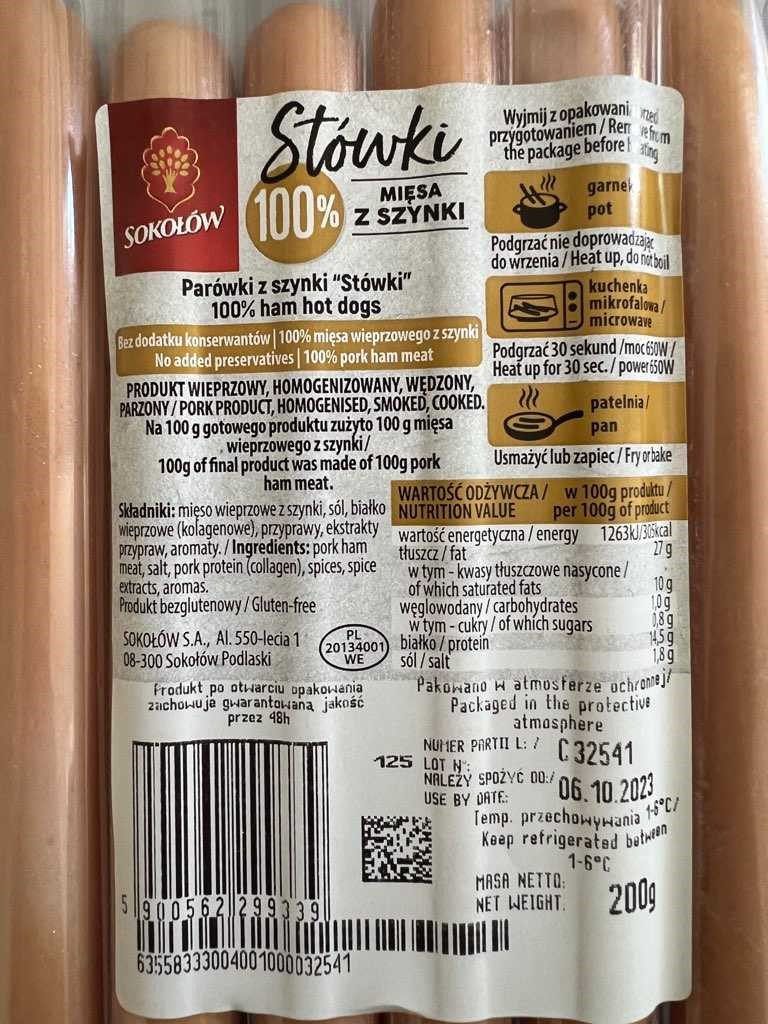 Stówki
100%
MIĘSA
Z SZYNKI
SOKOŁÓW
Parówki z szynki “Stówki”
100% ham hot dogs
Bez dodatku konserwantów | 100% mięsa wieprzowego z szynki
No added preservatives | 100% pork ham meat
PRODUKT WIEPRZOWY, HOMOGENIZOWANY, WĘDZONY,
PARZONY / PORK PRODUCT, HOMOGENISED, SMOKED, COOKED.
Na 100 g gotowego produktu zużyto 100 g mięsa
wieprzowego z szynki /
100g of final product was made of 100g pork
ham meat.
Składniki: mięso wieprzowe z szynki, sól, białko
wieprzowe (kolagenowe), przyprawy, ekstrakty
przypraw, aromaty. / Ingredients: pork ham
meat, salt, pork protein (collagen), spices, spice
extracts, aromas.
Produkt bezglutenowy / Gluten-free
SOKOŁÓW S.A., Al. 550-lecia 1
08-300 Sokołów Podlaski
PL
20134001
WE
Wyjmij z opakowania przed
przygotowaniem / Remove from
the package before heating
garnek
pot
Podgrzać nie doprowadzając
do wrzenia / Heat up, do not boil
kuchenka
mikrofalowa /
microwave
Podgrzać 30 sekund /moc 650W /
Heat up for 30 sec. / power 650W
patelnia /
pan
Usmażyć lub zapiec / Fry or bake
WARTOŚĆ ODŻYWCZA / w 100g produktu /
NUTRITION VALUE per 100g of product
wartość energetyczna / energy 1263kJ/305kcal
tłuszcz / fat 27 g
w tym - kwasy tłuszczowe nasycone /
of which saturated fats 10 g
węglowodany / carbohydrates 1,0 g
w tym - cukry / of which sugars 0,8 g
białko / protein 14,5 g
sól / salt 1,8 g
Produkt po otwarciu opakowania
zachowuje gwarantowaną jakość
przez 48h
Pakowano w atmosferze ochronnej/
Packaged in the protective
atmosphere
125
NUMER PARTII L: / C32541
LOT N°:
NALEŻY SPOŻYĆ DO:/ 06.10.2023
USE BY DATE:
Temp. przechowywania 1-6°C/
Keep refrigerated between
1-6°C
MASA NETTO:
NET WEIGHT: 200g
5 900562 299339
63558333004001000032541